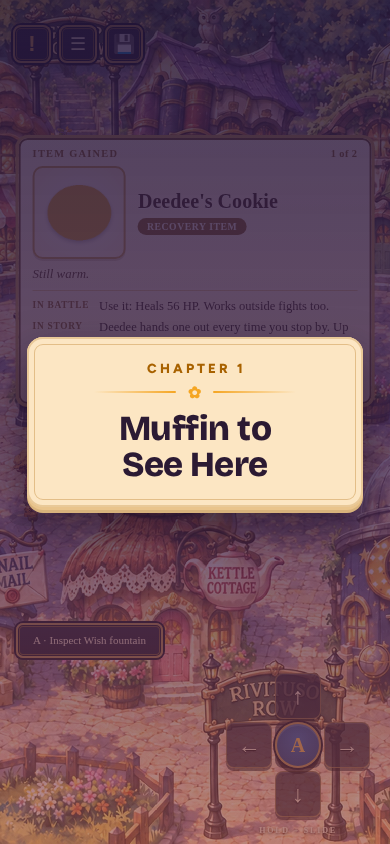 !
ITEM GAINED 1 of 2
Deedee's Cookie
RECOVERY ITEM
Still warm.
IN BATTLE Use it: Heals 56 HP. Works outside fights too.
IN STORY Deedee hands one out every time you stop by. Up
CHAPTER 1
Muffin to
See Here
SNAIL
MAIL
KETTLE
COTTAGE
A · Inspect Wish fountain
ROW
↑
← A →
↓